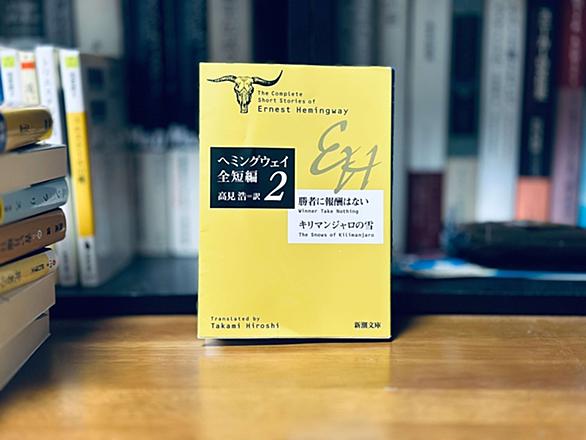 The Complete
Short Stories of
Ernest Hemingway
EH
ヘミングウェイ
全短編 2
高見 浩=訳
勝者に報酬はない
Winner Take Nothing
キリマンジャロの雪
The Snows of Kilimanjaro
Translated by
Takami Hiroshi
新潮文庫